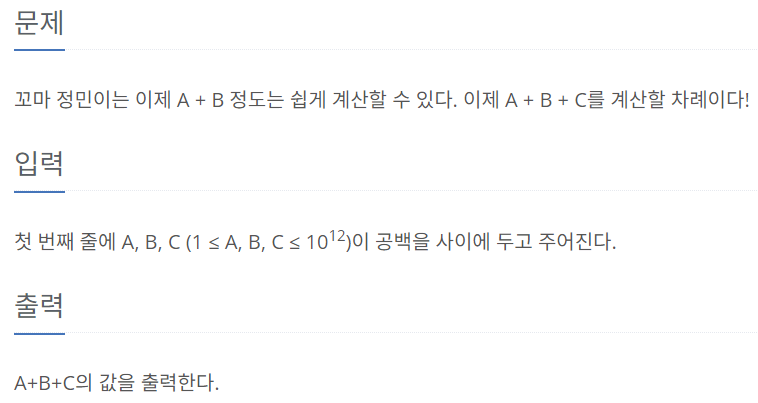 문제
꼬마 정민이는 이제 A + B 정도는 쉽게 계산할 수 있다. 이제 A + B + C를 계산할 차례이다!
입력
첫 번째 줄에 A, B, C (1 ≤ A, B, C ≤ 10¹²)이 공백을 사이에 두고 주어진다.
출력
A+B+C의 값을 출력한다.